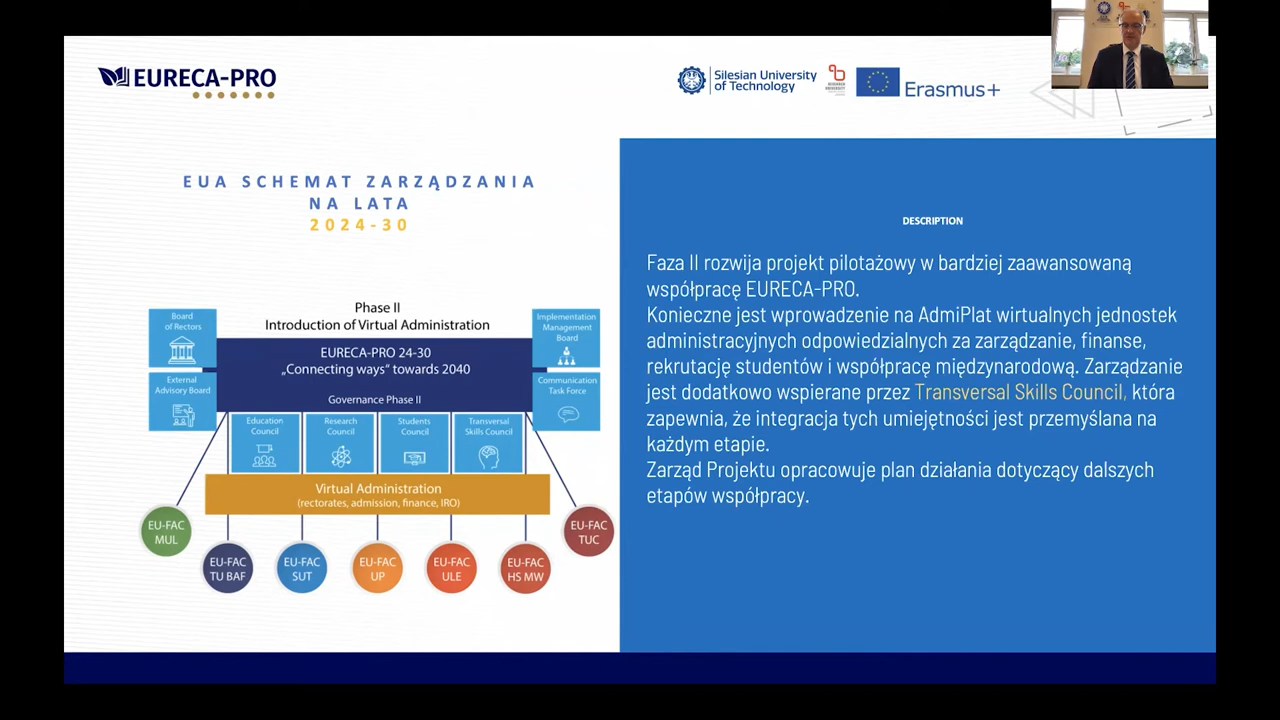 EURECA-PRO
Silesian University
of Technology
Erasmus+
EUA SCHEMAT ZARZĄDZANIA
NA LATA
2024-30
DESCRIPTION
Faza II rozwija projekt pilotażowy w bardziej zaawansowaną
współpracę EURECA-PRO.
Konieczne jest wprowadzenie na AdmiPlat wirtualnych jednostek
administracyjnych odpowiedzialnych za zarządzanie, finanse,
rekrutację studentów i współpracę międzynarodową. Zarządzanie
jest dodatkowo wspierane przez Transversal Skills Council, która
zapewnia, że integracja tych umiejętności jest przemyślana na
każdym etapie.
Zarząd Projektu opracowuje plan działania dotyczący dalszych
etapów współpracy.
Phase II
Introduction of Virtual Administration
Board
of Rectors
External
Advisory Board
EURECA-PRO 24-30
„Connecting ways" towards 2040
Governance Phase II
Implementation
Management
Board
Communication
Task Force
Education
Council
Research
Council
Students
Council
Transversal
Skills Council
Virtual Administration
(rectorates, admission, finance, IRO)
EU-FAC
MUL
EU-FAC
TU BAF
EU-FAC
SUT
EU-FAC
UP
EU-FAC
ULE
EU-FAC
HS MW
EU-FAC
TUC